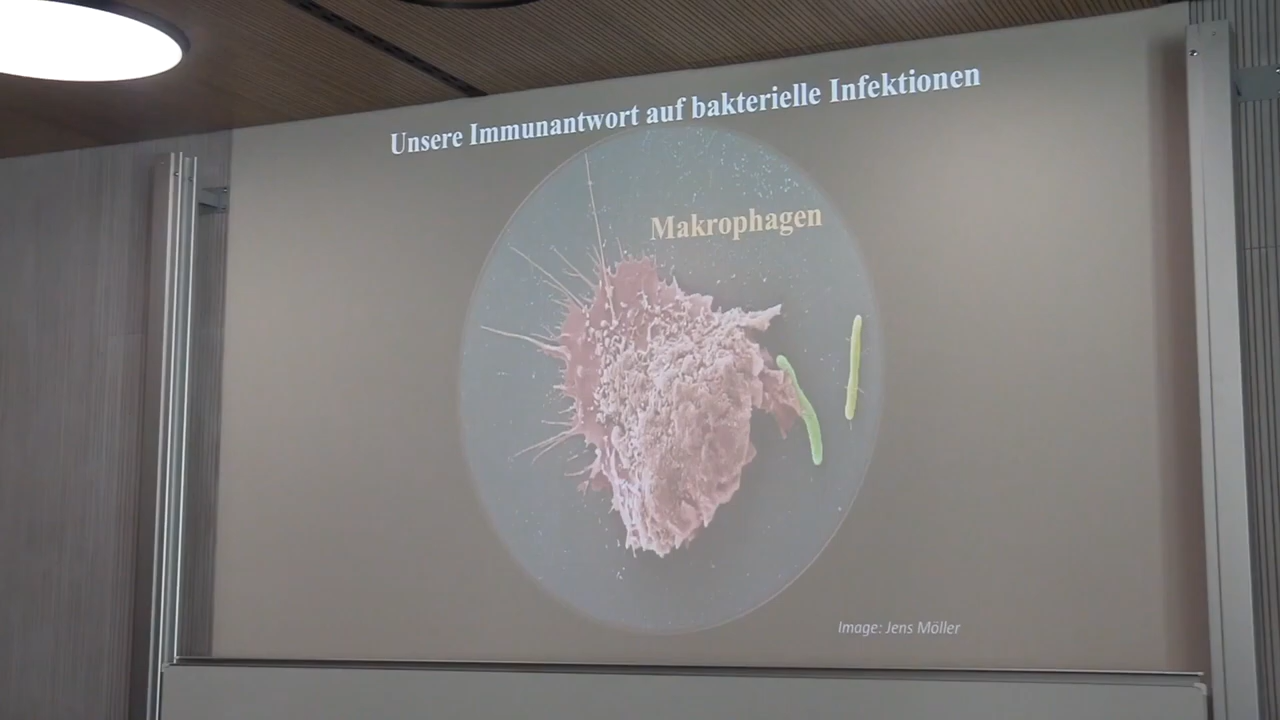 Unsere Immunantwort auf bakterielle Infektionen
Makrophagen
Image: Jens Möller